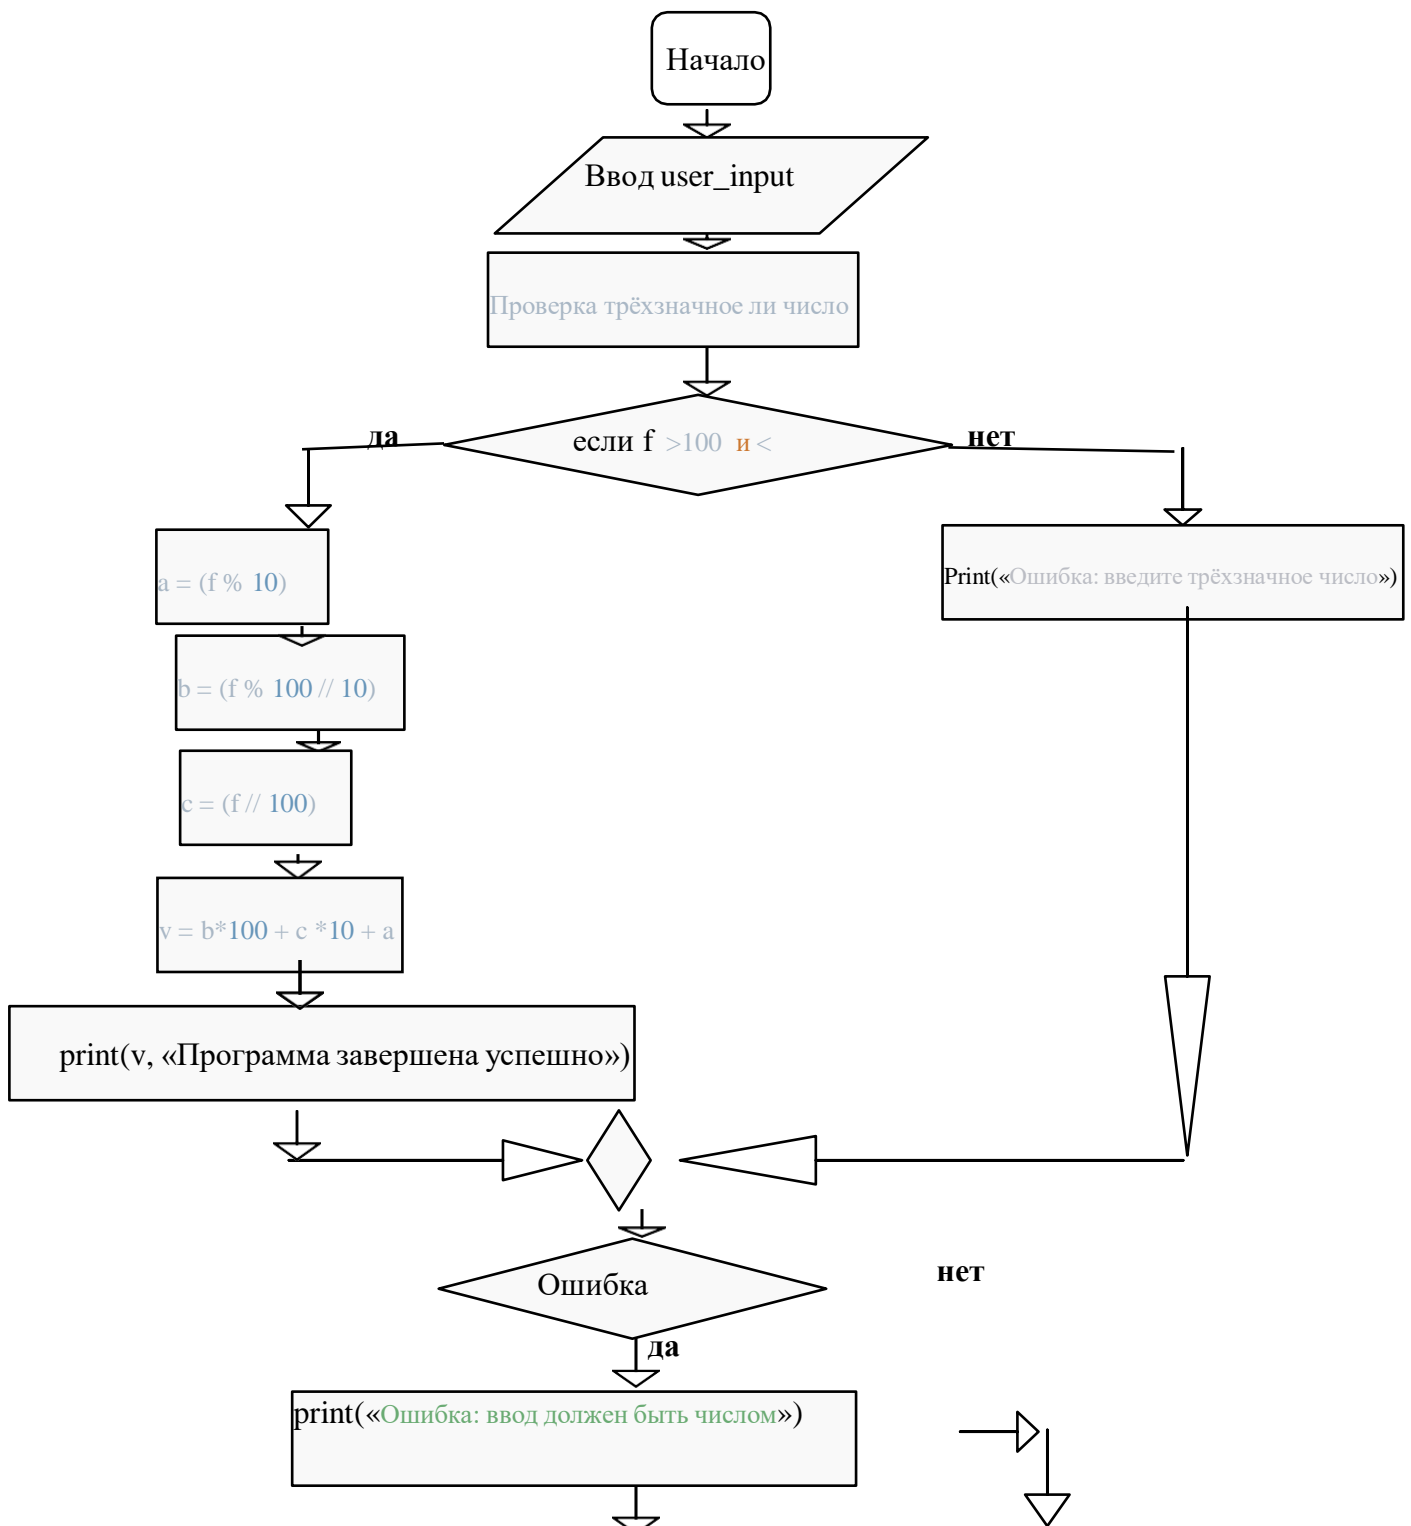 Начало
Ввод user_input
Проверка трёхзначное ли число
да
если f >100 и <
нет
a = (f % 10)
Print(«Ошибка: введите трёхзначное число»)
b = (f % 100 // 10)
c = (f // 100)
v = b*100 + c *10 + a
print(v, «Программа завершена успешно»)
нет
Ошибка
да
print(«Ошибка: ввод должен быть числом»)